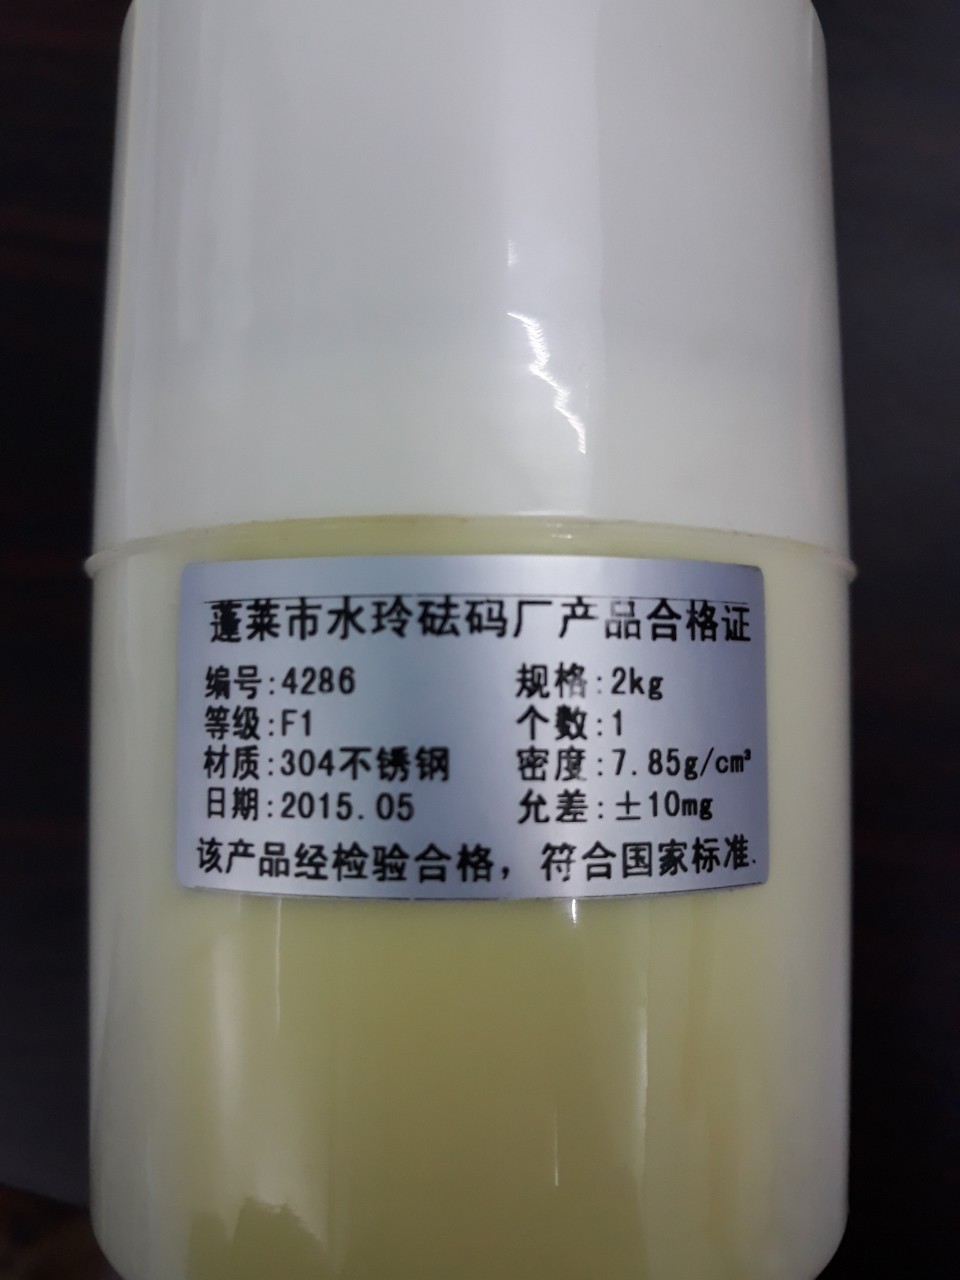 蓬莱市水玲砝码厂产品合格证
编号:4286 规格:2kg
等级:F1 个数:1
材质:304不锈钢 密度:7.85g/cm³
日期:2015.05 允差:±10mg
该产品经检验合格，符合国家标准.